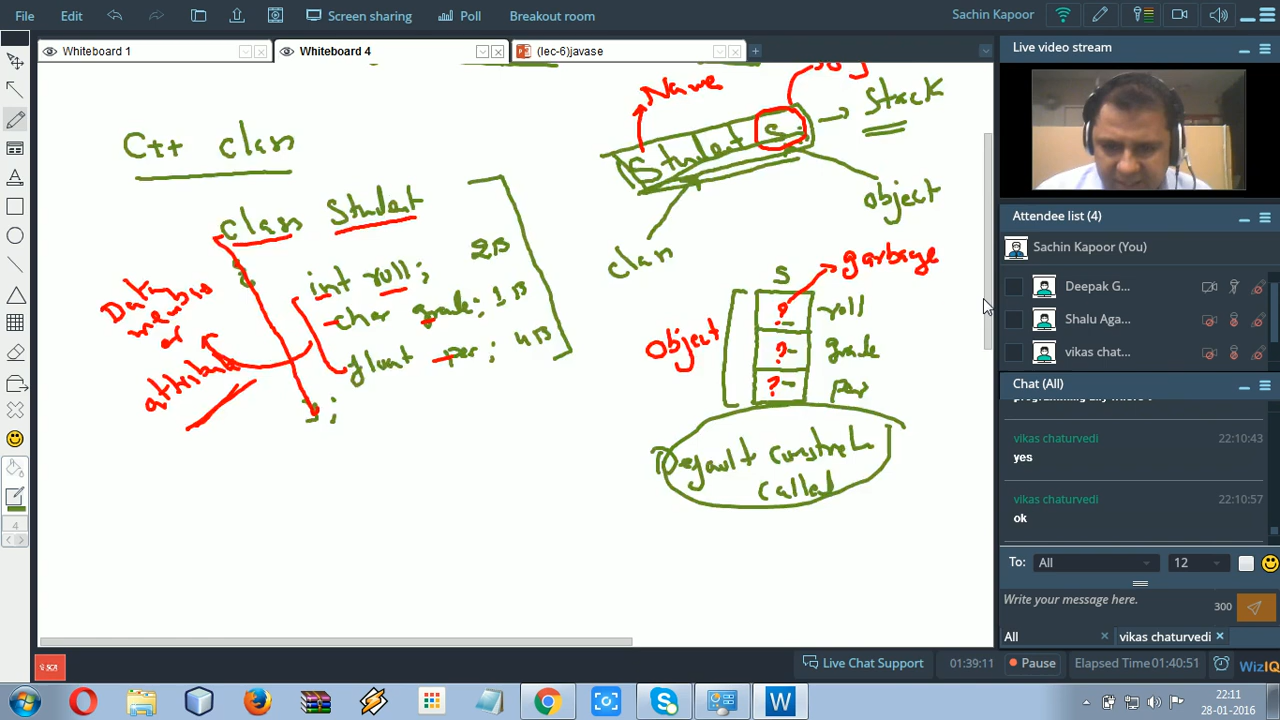 File
Edit
Screen sharing
Poll
Breakout room
Sachin Kapoor
Whiteboard 1
Whiteboard 4
(lec-6)javase
Live video stream
Name
Stack
C++ class
Student S
object
class Student
class
Attendee list (4)
Sachin Kapoor (You)
Deepak G...
Shalu Aga...
vikas chat...
int roll; 2B
char grade; 1B
float per; 4B
};
Data
members
or
attribute
garbage
S
Object
? roll
? grade
? per
Default
called
Chat (All)
vikas chaturvedi
22:10:43
yes
vikas chaturvedi
22:10:57
ok
To:
All
12
Write your message here.
300
All
vikas chaturvedi
4
Live Chat Support
01:39:11
Pause
Elapsed Time
01:40:51
WizIQ
22:11
28-01-2016